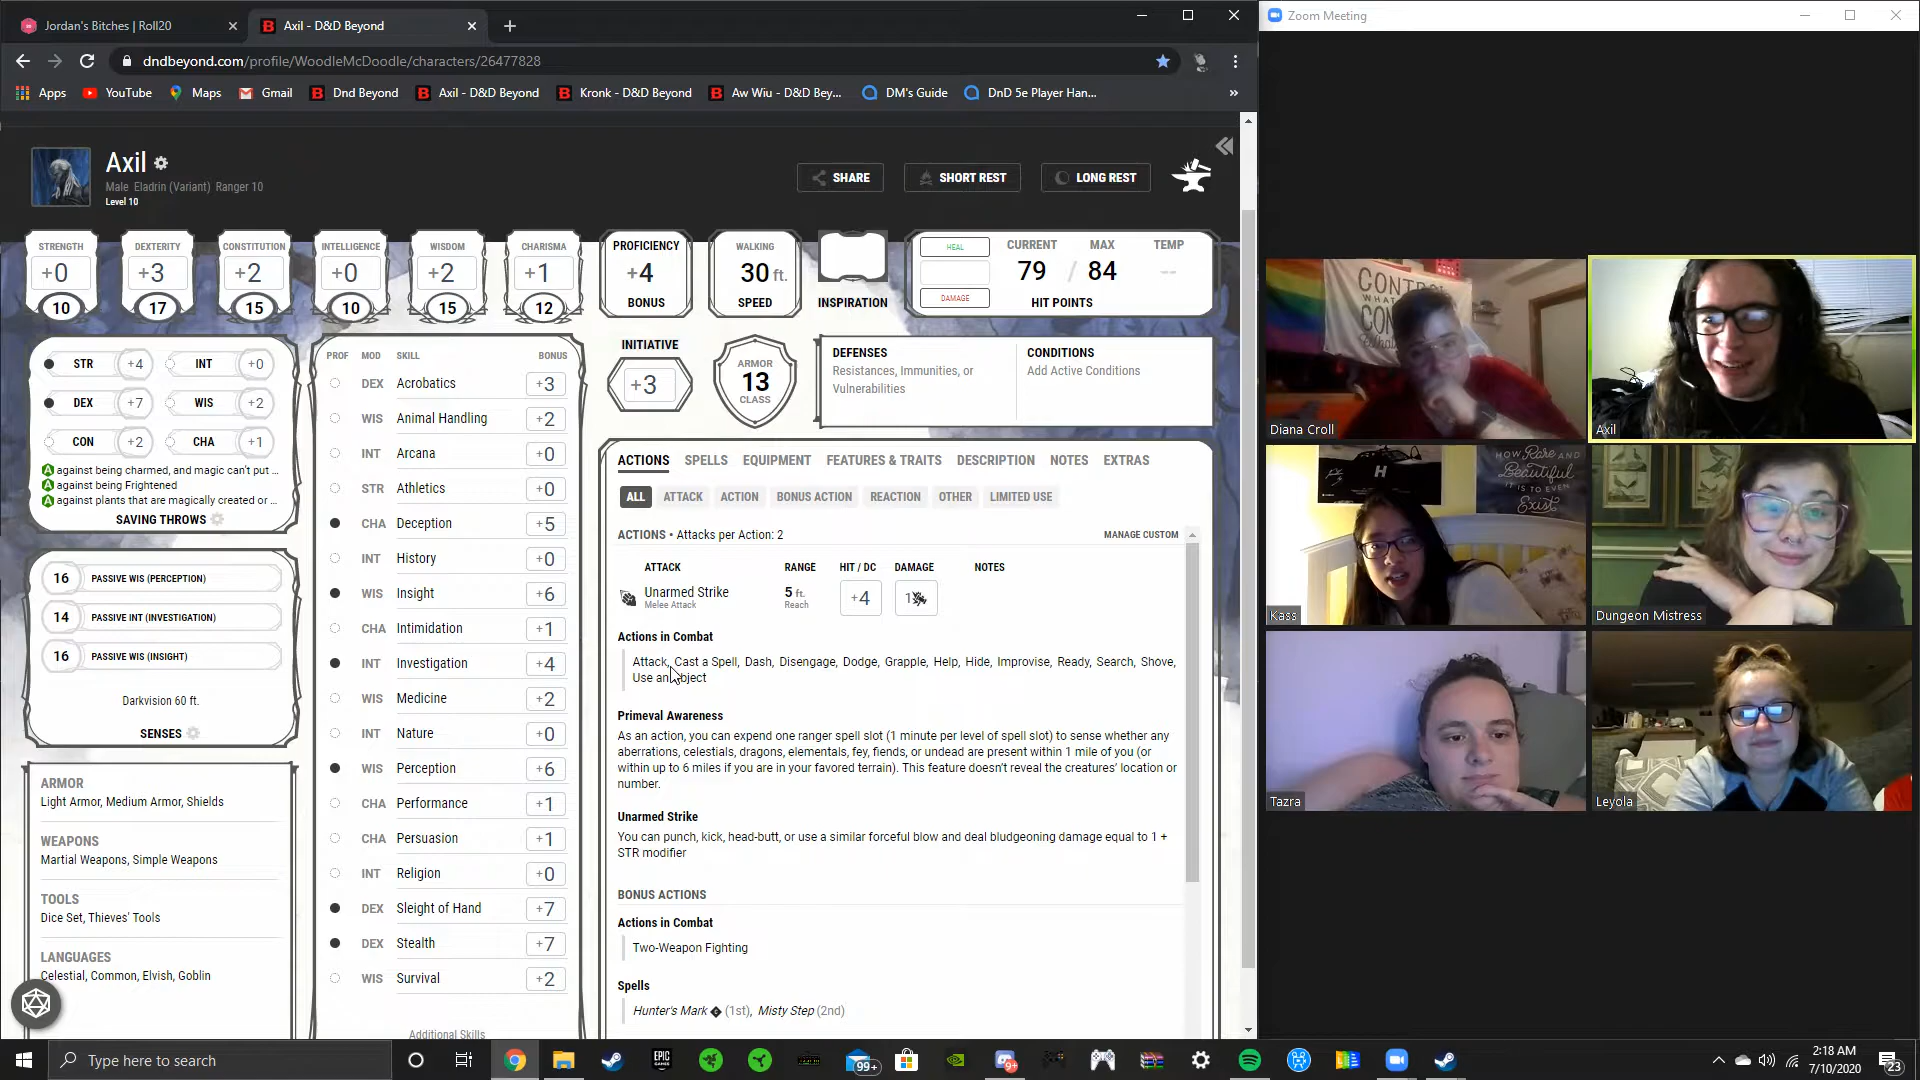 Jordan's Bitches | Roll20
Axil - D&D Beyond
Zoom Meeting
dndbeyond.com/profile/WoodleMcDoodle/characters/26477828
Apps YouTube Maps Gmail Dnd Beyond Axil - D&D Beyond Kronk - D&D Beyond Aw Wiu - D&D Bey... DM's Guide DnD 5e Player Han... »
Axil
Male Eladrin (Variant) Ranger 10
Level 10
SHARE SHORT REST LONG REST
STRENGTH DEXTERITY CONSTITUTION INTELLIGENCE WISDOM CHARISMA
+0 +3 +2 +0 +2 +1
10 17 15 10 15 12
PROFICIENCY
+4
BONUS
WALKING
30 ft.
SPEED
INSPIRATION
HEAL
DAMAGE
CURRENT MAX TEMP
79 / 84 --
HIT POINTS
STR +4 INT +0
DEX +7 WIS +2
CON +2 CHA +1
A against being charmed, and magic can't put ...
A against being Frightened
A against plants that are magically created or ...
SAVING THROWS
16 PASSIVE WIS (PERCEPTION)
14 PASSIVE INT (INVESTIGATION)
16 PASSIVE WIS (INSIGHT)
Darkvision 60 ft.
SENSES
ARMOR
Light Armor, Medium Armor, Shields
WEAPONS
Martial Weapons, Simple Weapons
TOOLS
Dice Set, Thieves' Tools
LANGUAGES
Celestial, Common, Elvish, Goblin
PROF MOD SKILL BONUS
DEX Acrobatics +3
WIS Animal Handling +2
INT Arcana +0
STR Athletics +0
CHA Deception +5
INT History +0
WIS Insight +6
CHA Intimidation +1
INT Investigation +4
WIS Medicine +2
INT Nature +0
WIS Perception +6
CHA Performance +1
CHA Persuasion +1
INT Religion +0
DEX Sleight of Hand +7
DEX Stealth +7
WIS Survival +2
Additional Skills
INITIATIVE
+3
ARMOR
13
CLASS
DEFENSES
Resistances, Immunities, or
Vulnerabilities
CONDITIONS
Add Active Conditions
ACTIONS SPELLS EQUIPMENT FEATURES & TRAITS DESCRIPTION NOTES EXTRAS
ALL ATTACK ACTION BONUS ACTION REACTION OTHER LIMITED USE
ACTIONS • Attacks per Action: 2
MANAGE CUSTOM
ATTACK RANGE HIT / DC DAMAGE NOTES
Unarmed Strike 5 ft. +4 1
Melee Attack Reach
Actions in Combat
Attack, Cast a Spell, Dash, Disengage, Dodge, Grapple, Help, Hide, Improvise, Ready, Search, Shove,
Use an Object
Primeval Awareness
As an action, you can expend one ranger spell slot (1 minute per level of spell slot) to sense whether any
aberrations, celestials, dragons, elementals, fey, fiends, or undead are present within 1 mile of you (or
within up to 6 miles if you are in your favored terrain). This feature doesn't reveal the creatures' location or
number.
Unarmed Strike
You can punch, kick, head-butt, or use a similar forceful blow and deal bludgeoning damage equal to 1 +
STR modifier
BONUS ACTIONS
Actions in Combat
Two-Weapon Fighting
Spells
Hunter's Mark (1st), Misty Step (2nd)
CONTROL
WHAT
CON
Diana Croll
Axil
H
HOW RARE AND
Beautiful
IT IS TO EVEN
Exist
Kass
Dungeon Mistress
Tazra
Leyola
Type here to search
EPIC
GAMES
99+
9+
2:18 AM
7/10/2020
23